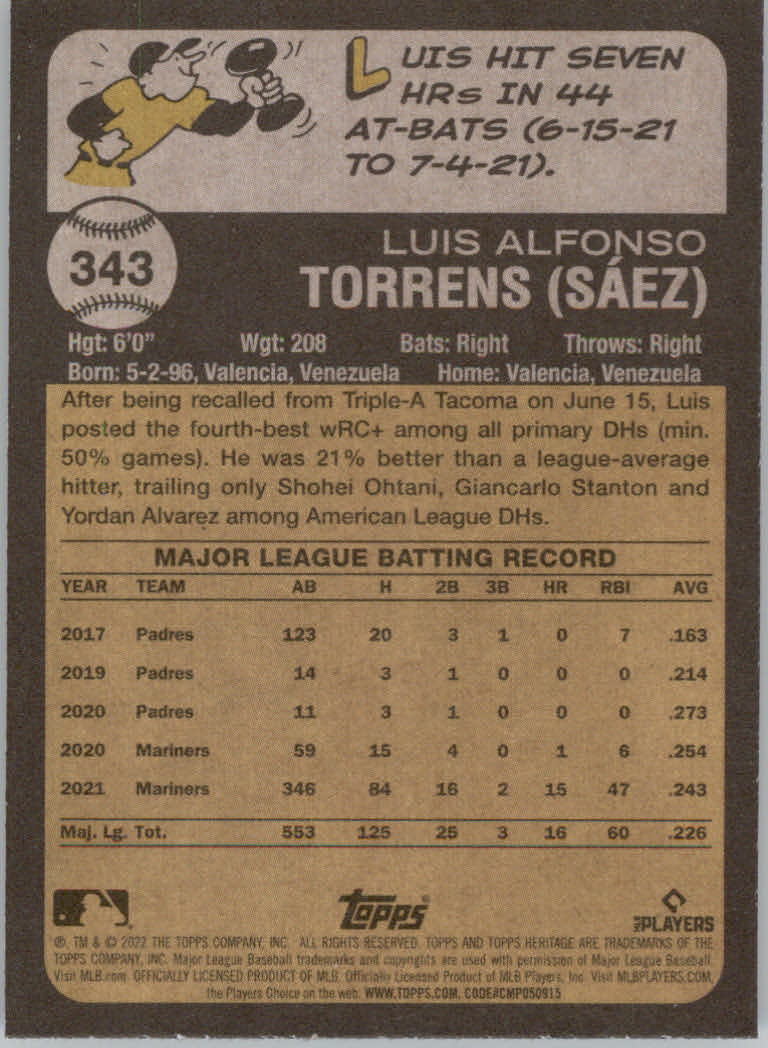 LUIS HIT SEVEN
HRs IN 44
AT-BATS (6-15-21
TO 7-4-21).
343
LUIS ALFONSO
TORRENS (SÁEZ)
Hgt: 6'0" Wgt: 208 Bats: Right Throws: Right
Born: 5-2-96, Valencia, Venezuela Home: Valencia, Venezuela
After being recalled from Triple-A Tacoma on June 15, Luis
posted the fourth-best wRC+ among all primary DHs (min.
50% games). He was 21% better than a league-average
hitter, trailing only Shohei Ohtani, Giancarlo Stanton and
Yordan Alvarez among American League DHs.
MAJOR LEAGUE BATTING RECORD
YEAR TEAM AB H 2B 3B HR RBI AVG
2017 Padres 123 20 3 1 0 7 .163
2019 Padres 14 3 1 0 0 0 .214
2020 Padres 11 3 1 0 0 0 .273
2020 Mariners 59 15 4 0 1 6 .254
2021 Mariners 346 84 16 2 15 47 .243
Maj. Lg. Tot. 553 125 25 3 16 60 .226
Topps
MLB PLAYERS
®, TM & © 2022 THE TOPPS COMPANY, INC. ALL RIGHTS RESERVED. TOPPS AND TOPPS HERITAGE ARE TRADEMARKS OF THE
TOPPS COMPANY, INC. Major League Baseball trademarks and copyrights are used with permission of Major League Baseball.
Visit MLB.com. OFFICIALLY LICENSED PRODUCT OF MLB. Officially Licensed Product of MLB Players, Inc. Visit MLBPLAYERS.COM,
the Players Choice on the web. WWW.TOPPS.COM. CODE#CMP050915